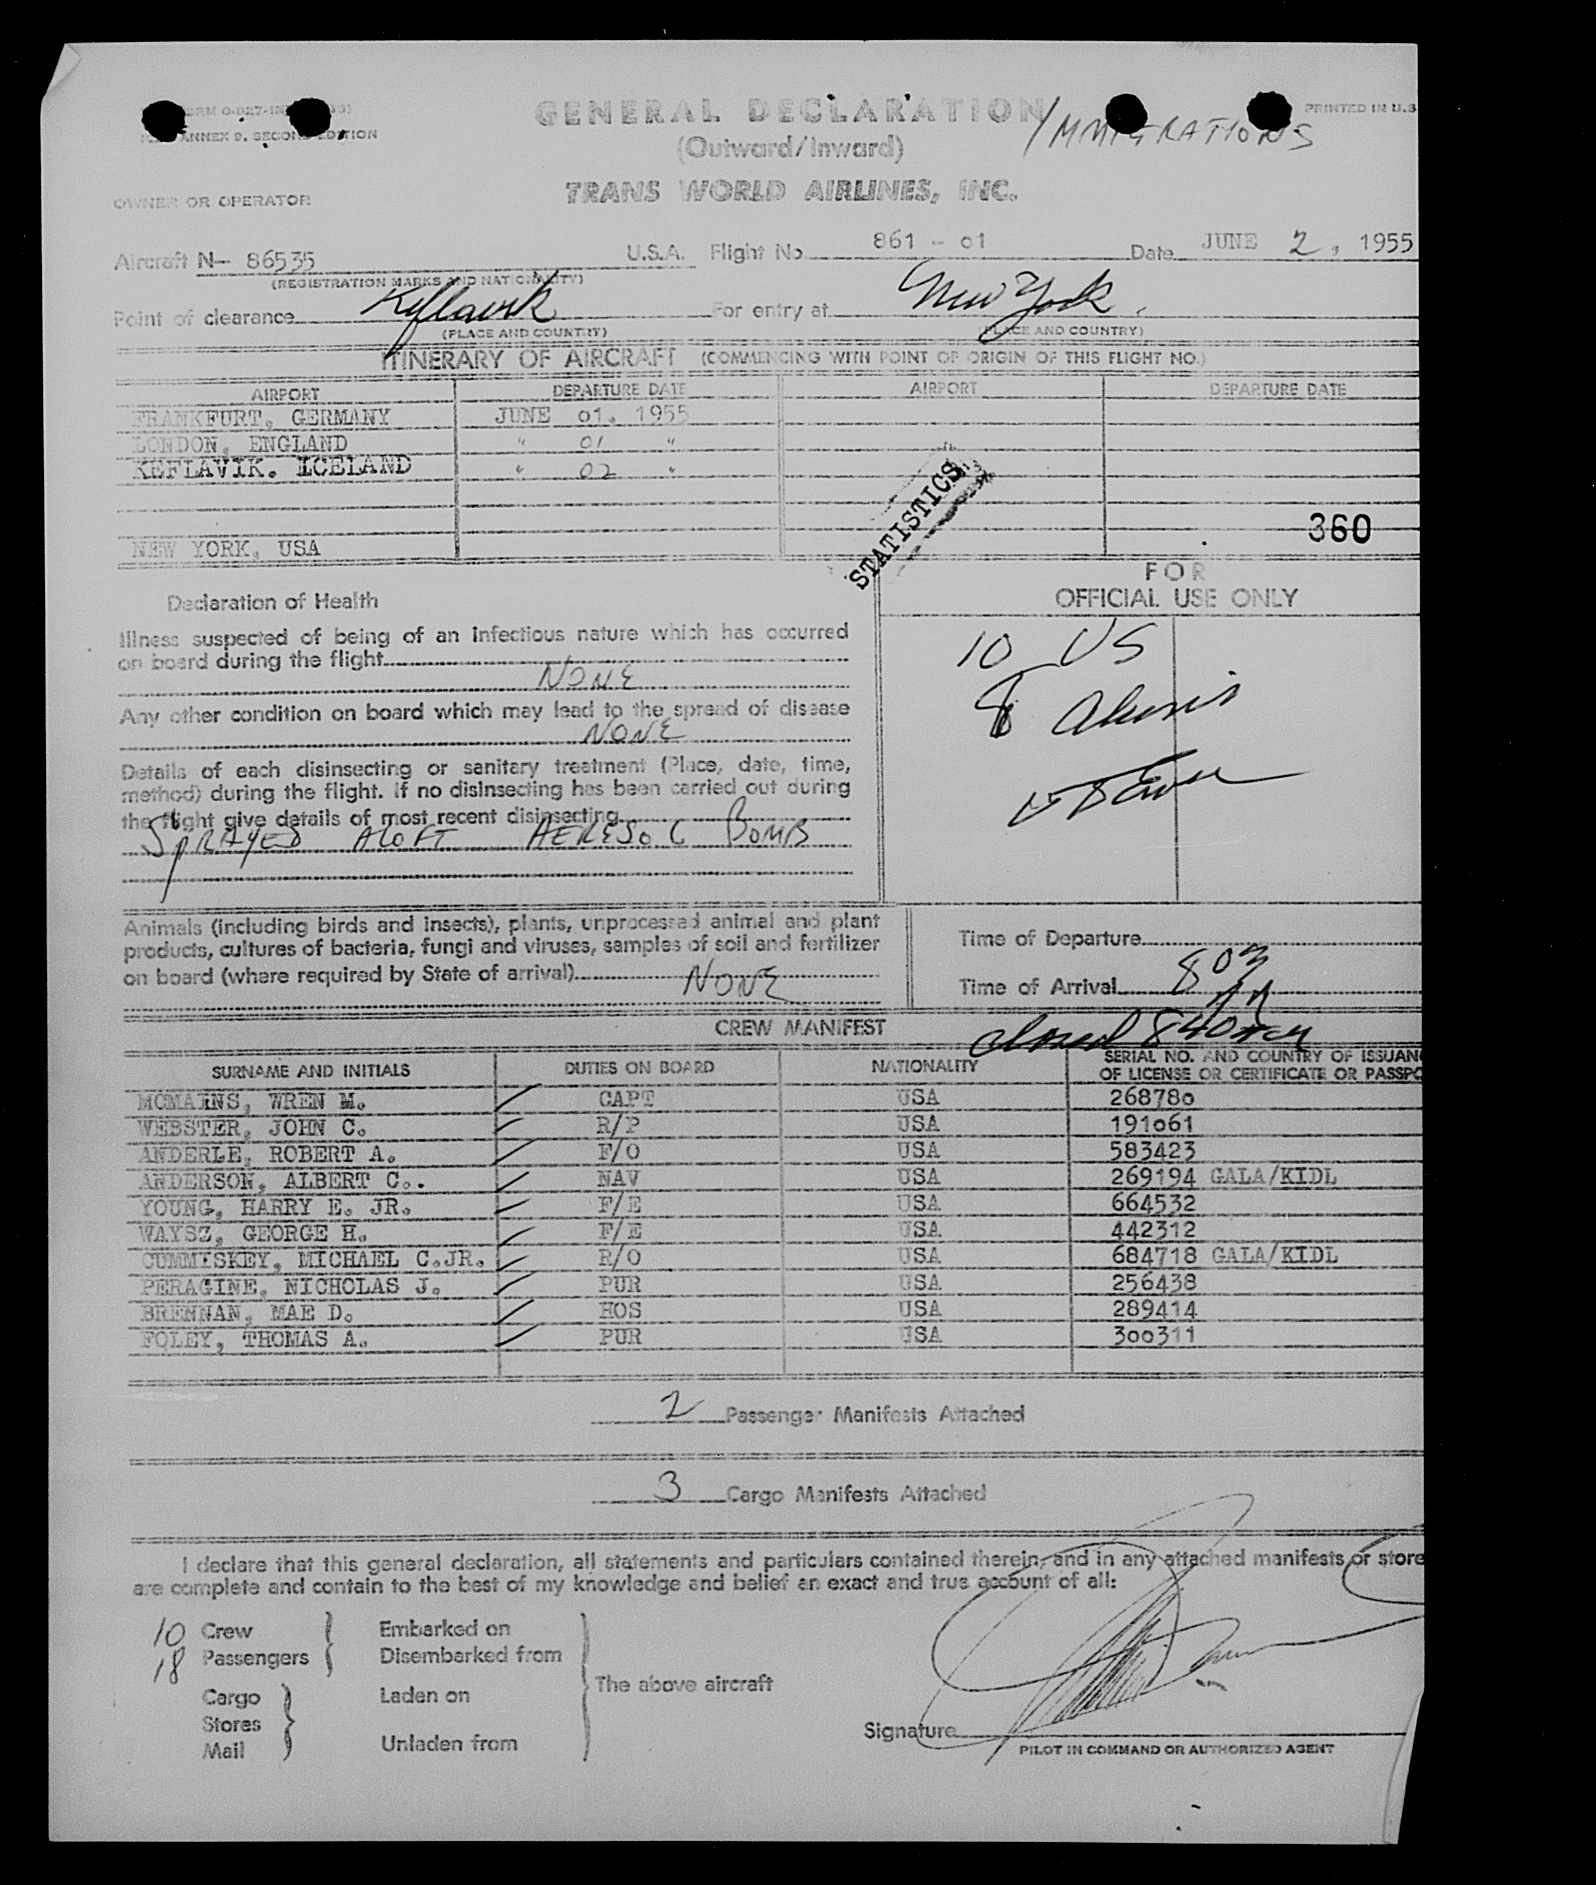 GENERAL DECLARATION
PRINTED IN U.S
ANNEX 9, SECOND EDITION
IMMIGRATIONS
(Outward/Inward)
TRANS WORLD AIRLINES, INC.
OWNER OR OPERATOR
Aircraft N- 86535 U.S.A. Flight No 861 - 01 Date JUNE 2, 1955
(REGISTRATION MARKS AND NATIONALITY)
Point of clearance Keflavik For entry at New York.
(PLACE AND COUNTRY) (PLACE AND COUNTRY)
ITINERARY OF AIRCRAFT (COMMENCING WITH POINT OF ORIGIN OF THIS FLIGHT NO.)
AIRPORT DEPARTURE DATE AIRPORT DEPARTURE DATE
FRANKFURT, GERMANY JUNE 01. 1955
LONDON, ENGLAND " 01 "
KEFLAVIK. ICELAND " 02 "
STATISTICS
360
NEW YORK, USA
FOR
OFFICIAL USE ONLY
Declaration of Health
Illness suspected of being of an infectious nature which has occurred
on board during the flight
NONE
10 US
8 Aliens
Any other condition on board which may lead to the spread of disease
NONE
Details of each disinsecting or sanitary treatment (Place, date, time,
method) during the flight. If no disinsecting has been carried out during
the flight give details of most recent disinsecting
SPRAYED ALOFT AERESOL BOMB
Animals (including birds and insects), plants, unprocessed animal and plant
products, cultures of bacteria, fungi and viruses, samples of soil and fertilizer
on board (where required by State of arrival) NONE
Time of Departure
Time of Arrival 803 AM
CREW MANIFEST closed 840 am
SURNAME AND INITIALS DUTIES ON BOARD NATIONALITY SERIAL NO. AND COUNTRY OF ISSUANC
OF LICENSE OR CERTIFICATE OR PASSPO
MCMAINS, WREN M. CAPT USA 268780
WEBSTER, JOHN C. R/P USA 191061
ANDERLE, ROBERT A. F/O USA 583423
ANDERSON, ALBERT C.. NAV USA 269194 GALA/KIDL
YOUNG, HARRY E. JR. F/E USA 664532
WAYSZ, GEORGE H. F/E USA 442312
CUMMISKEY, MICHAEL C.JR. R/O USA 684718 GALA/KIDL
PERAGINE, NICHOLAS J. PUR USA 256438
BRENNAN, MAE D. HOS USA 289414
FOLEY, THOMAS A. PUR USA 300311
2 Passenger Manifests Attached
3 Cargo Manifests Attached
I declare that this general declaration, all statements and particulars contained therein, and in any attached manifests or store
are complete and contain to the best of my knowledge and belief an exact and true account of all:
10 Crew Embarked on
18 Passengers Disembarked from
The above aircraft
Cargo Laden on
Stores
Mail Unladen from
Signature
PILOT IN COMMAND OR AUTHORIZED AGENT